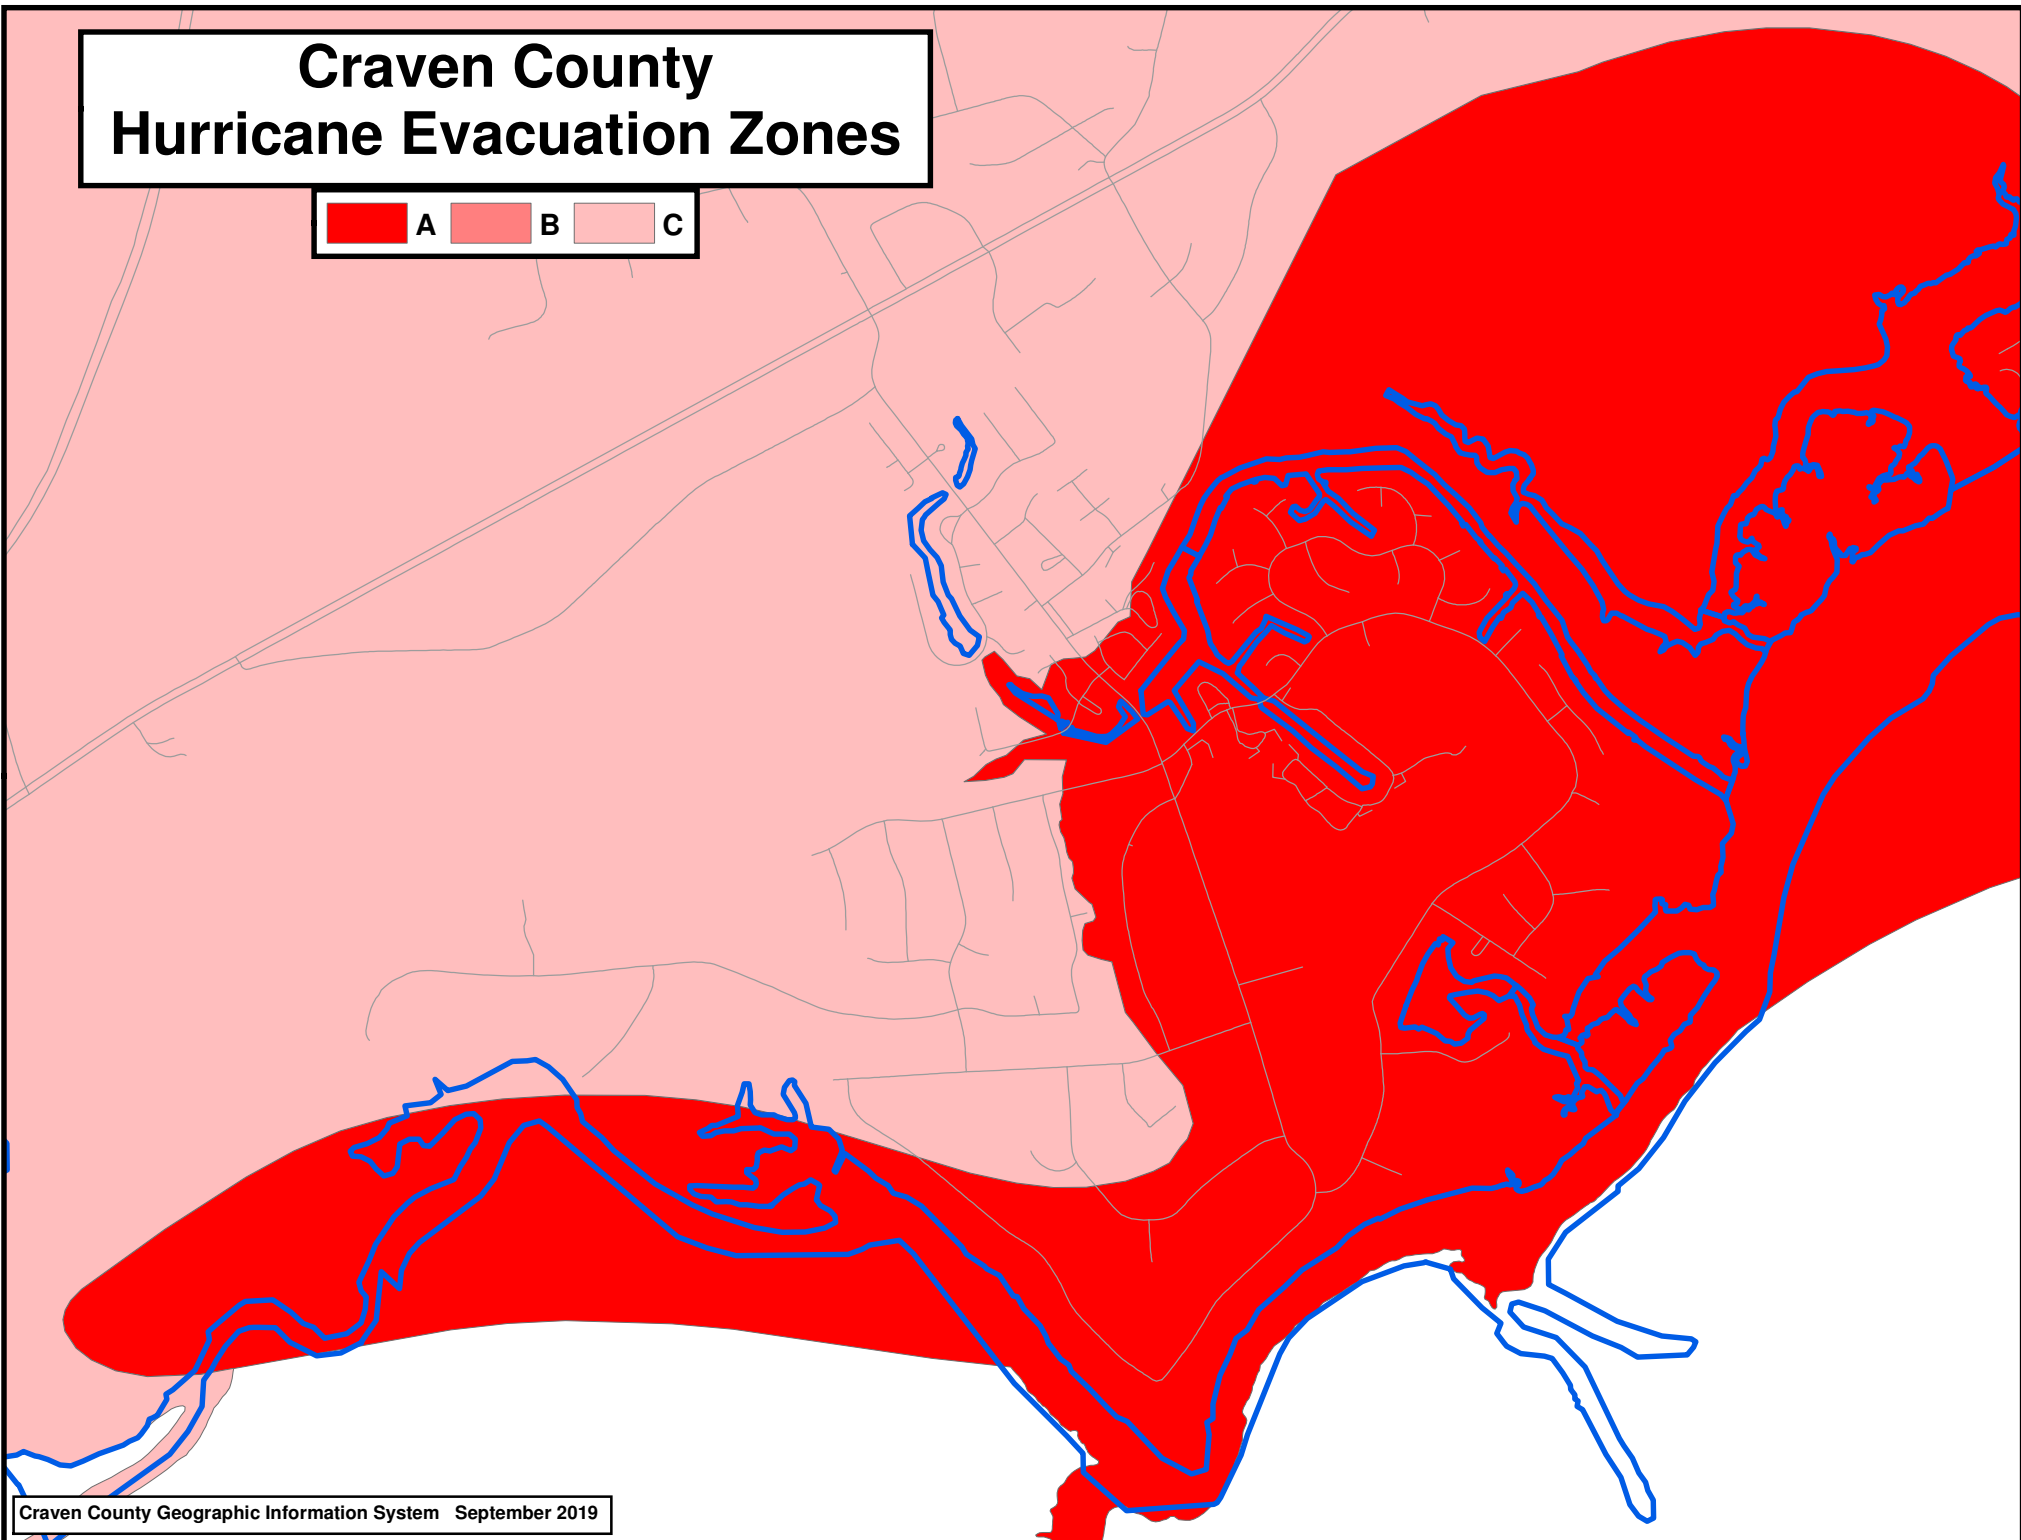 Craven County
Hurricane Evacuation Zones
A B C
Craven County Geographic Information System September 2019